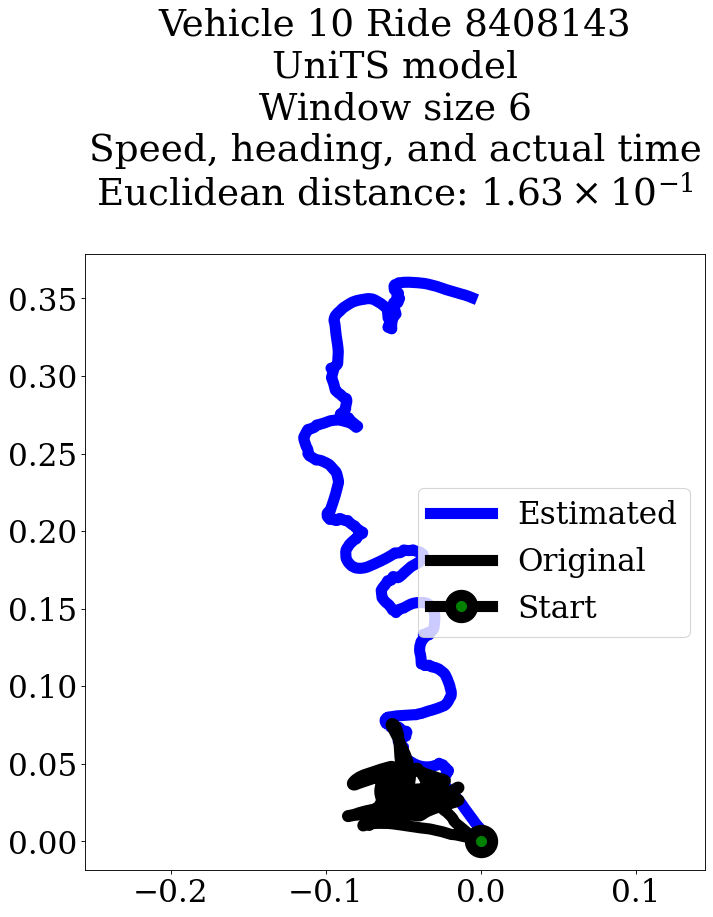 Vehicle 10 Ride 8408143
UniTS model
Window size 6
Speed, heading, and actual time
Euclidean distance: 1.63 × 10⁻¹
0.35
0.30
0.25
0.20
0.15
0.10
0.05
0.00
Estimated
Original
Start
−0.2 −0.1 0.0 0.1